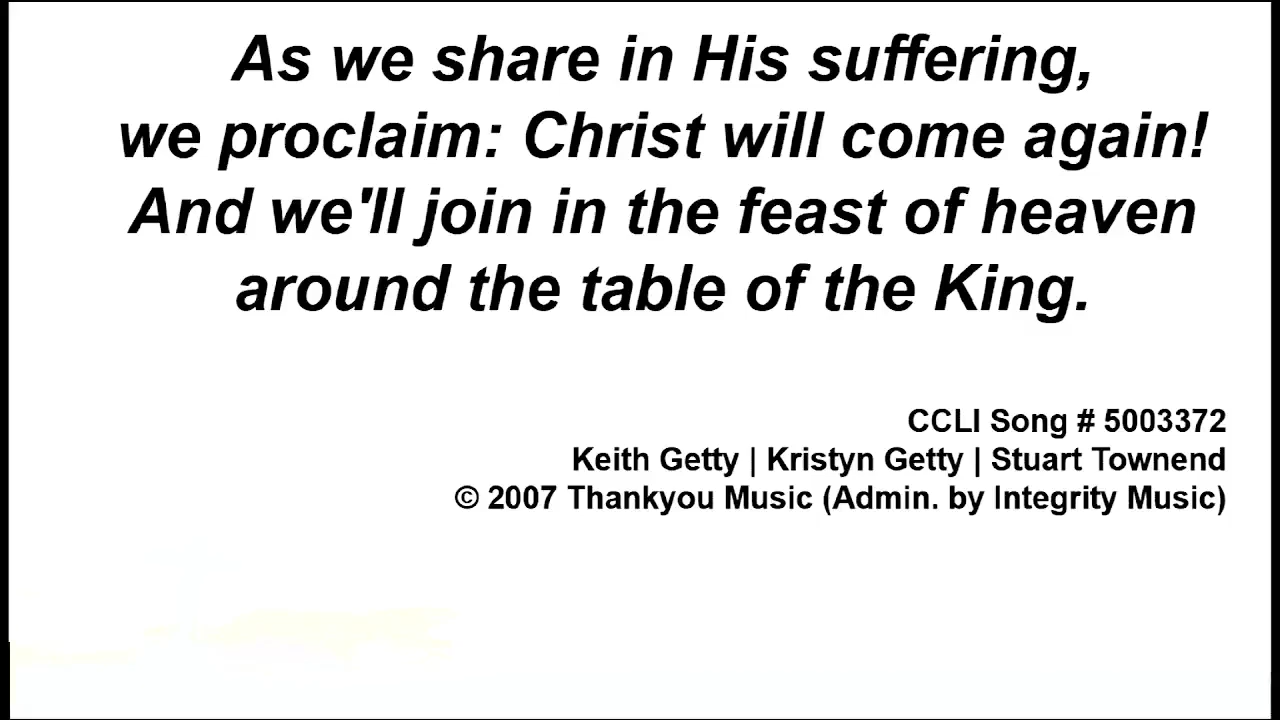 As we share in His suffering,
we proclaim: Christ will come again!
And we'll join in the feast of heaven
around the table of the King.
CCLI Song # 5003372
Keith Getty | Kristyn Getty | Stuart Townend
© 2007 Thankyou Music (Admin. by Integrity Music)